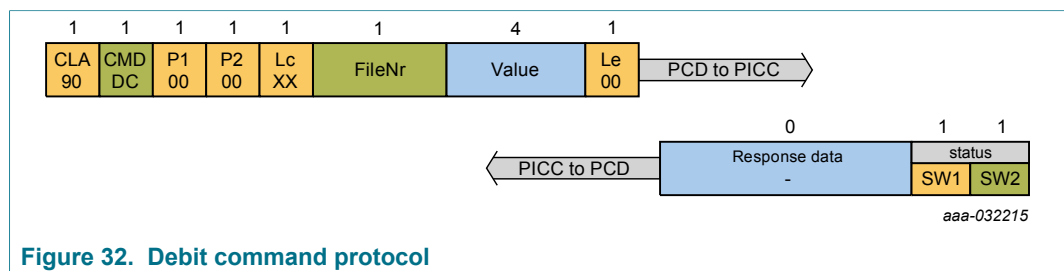 1 1 1 1 1 1 4 1
CLA CMD P1 P2 Lc FileNr Value Le PCD to PICC
90 DC 00 00 XX 00
0 1 1
PICC to PCD Response data status
- SW1 SW2
aaa-032215
Figure 32. Debit command protocol